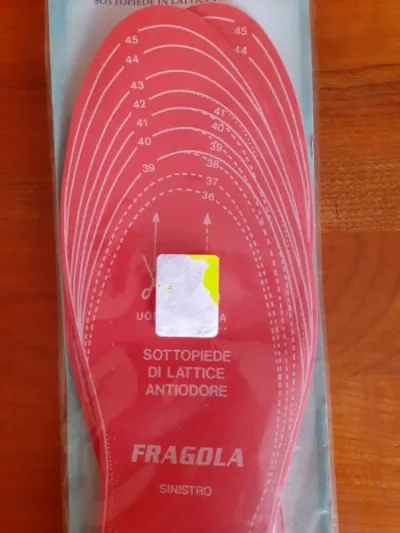 SOTTOPIEDE IN LATTICE
45
45
44
44
43
42
41
41
40
40
39
39
38
37
36
SOTTOPIEDE
DI LATTICE
ANTIODORE
FRAGOLA
SINISTRO